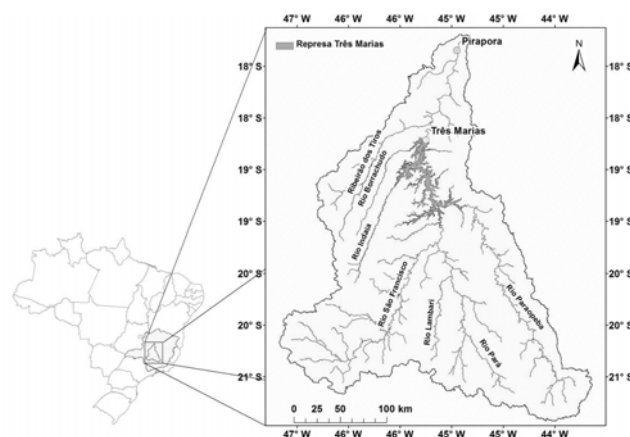 47° W 46° W 45° W 46° W 45° W 44° W
Represa Três Marias
Pirapora
N
18° S 18° S
Três Marias
18° S 18° S
Ribeirão dos Tiros
Rio Borrachudo
19° S 19° S
Rio Indaia
19° S 19° S
20° S 20° S
Rio São Francisco
Rio Lambari
Rio Pará
Rio Paraopeba
20° S 20° S
21° S 21° S
0 25 50 100 km
47° W 46° W 46° W 45° W 44° W 44° W